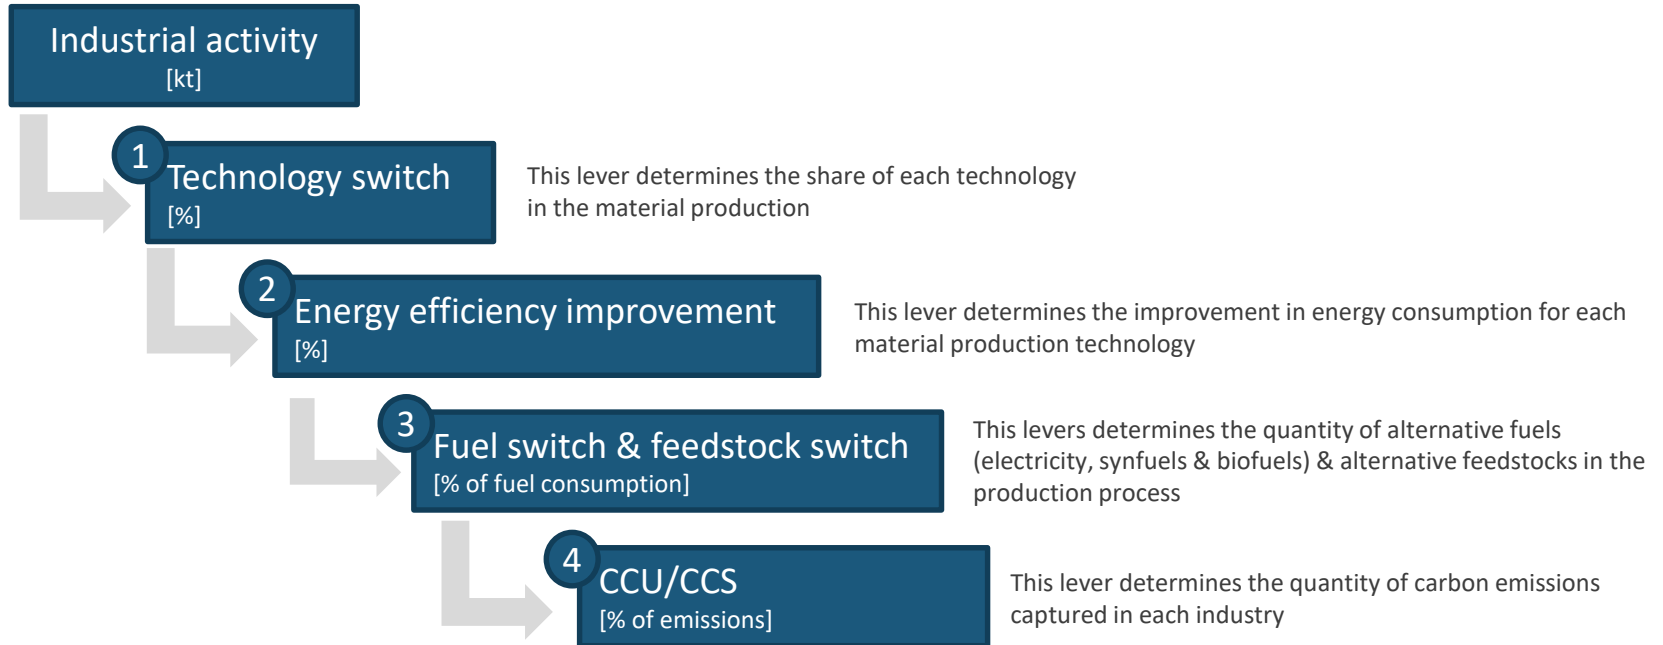 Industrial activity
[kt]
1
Technology switch
[%]
This lever determines the share of each technology
in the material production
2
Energy efficiency improvement
[%]
This lever determines the improvement in energy consumption for each
material production technology
3
Fuel switch & feedstock switch
[% of fuel consumption]
This levers determines the quantity of alternative fuels
(electricity, synfuels & biofuels) & alternative feedstocks in the
production process
4
CCU/CCS
[% of emissions]
This lever determines the quantity of carbon emissions
captured in each industry